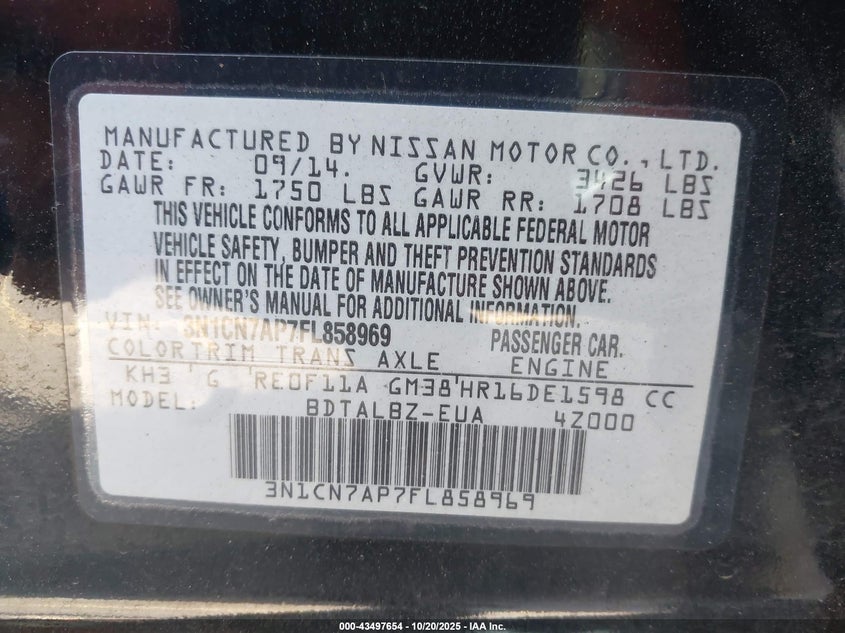 MANUFACTURED BY NISSAN MOTOR CO., LTD.
DATE: 09/14. GVWR: 3426 LBS
GAWR FR: 1750 LBS GAWR RR: 1708 LBS
THIS VEHICLE CONFORMS TO ALL APPLICABLE FEDERAL MOTOR
VEHICLE SAFETY, BUMPER AND THEFT PREVENTION STANDARDS
IN EFFECT ON THE DATE OF MANUFACTURE SHOWN ABOVE.
SEE OWNER'S MANUAL FOR ADDITIONAL INFORMATION.
VIN: 3N1CN7AP7FL858969 PASSENGER CAR.
COLOR TRIM TRANS AXLE ENGINE
KH3 'G 'RE0F11A GM38'HR16DE1598 CC
MODEL: BDTALBZ-EUA 4Z000
3N1CN7AP7FL858969
000-43497654 | 10/20/2025 | IAA Inc.